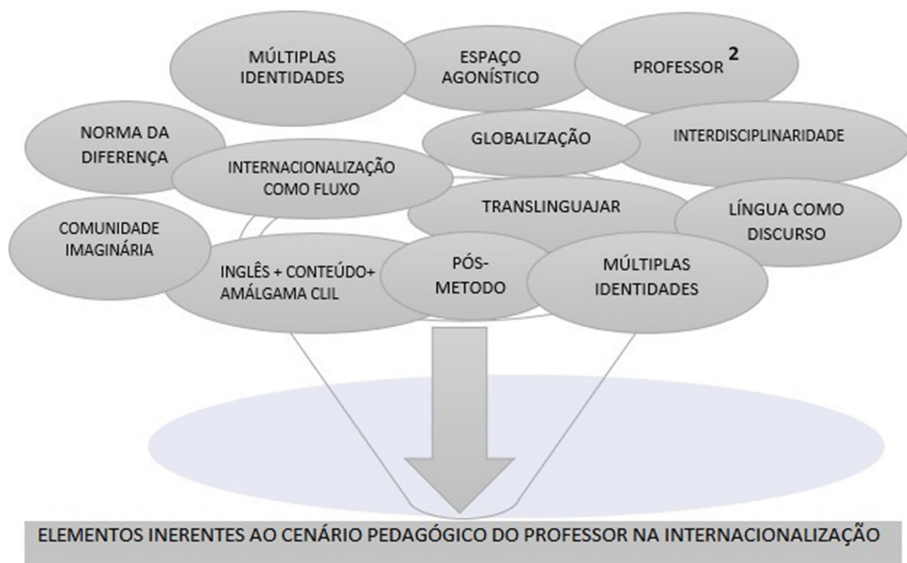 MÚLTIPLAS
IDENTIDADES
ESPAÇO
AGONÍSTICO
PROFESSOR 2
NORMA DA
DIFERENÇA
GLOBALIZAÇÃO
INTERDISCIPLINARIDADE
INTERNACIONALIZAÇÃO
COMO FLUXO
TRANSLINGUAJAR
LÍNGUA COMO
DISCURSO
COMUNIDADE
IMAGINÁRIA
INGLÊS + CONTEÚDO+
AMÁLGAMA CLIL
PÓS-
METODO
MÚLTIPLAS
IDENTIDADES
ELEMENTOS INERENTES AO CENÁRIO PEDAGÓGICO DO PROFESSOR NA INTERNACIONALIZAÇÃO